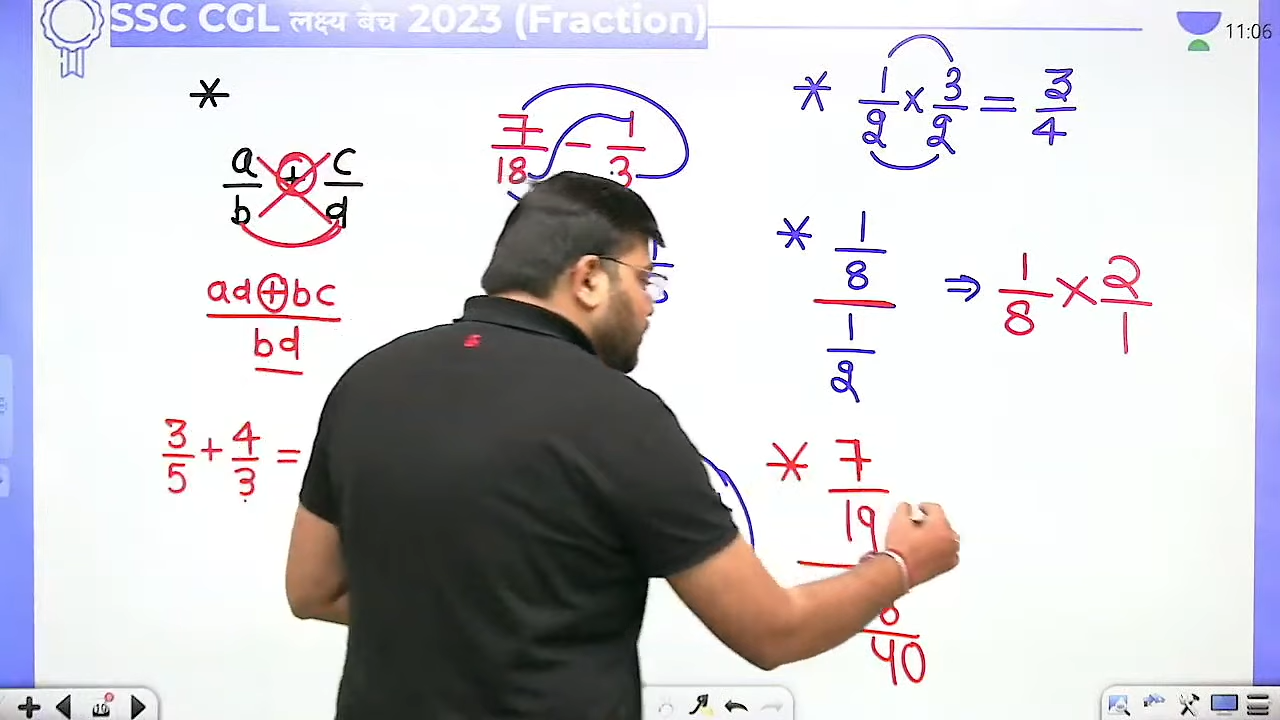 SSC CGL लक्ष्य बैच 2023 (Fraction)
11:06
* a/b + c/d
ad + bc / bd
3/5 + 4/3 =
7/18 - 1/3
* 1/2 × 3/2 = 3/4
* 1/8 / 1/2 ⇒ 1/8 × 2/1
* 7/19
40